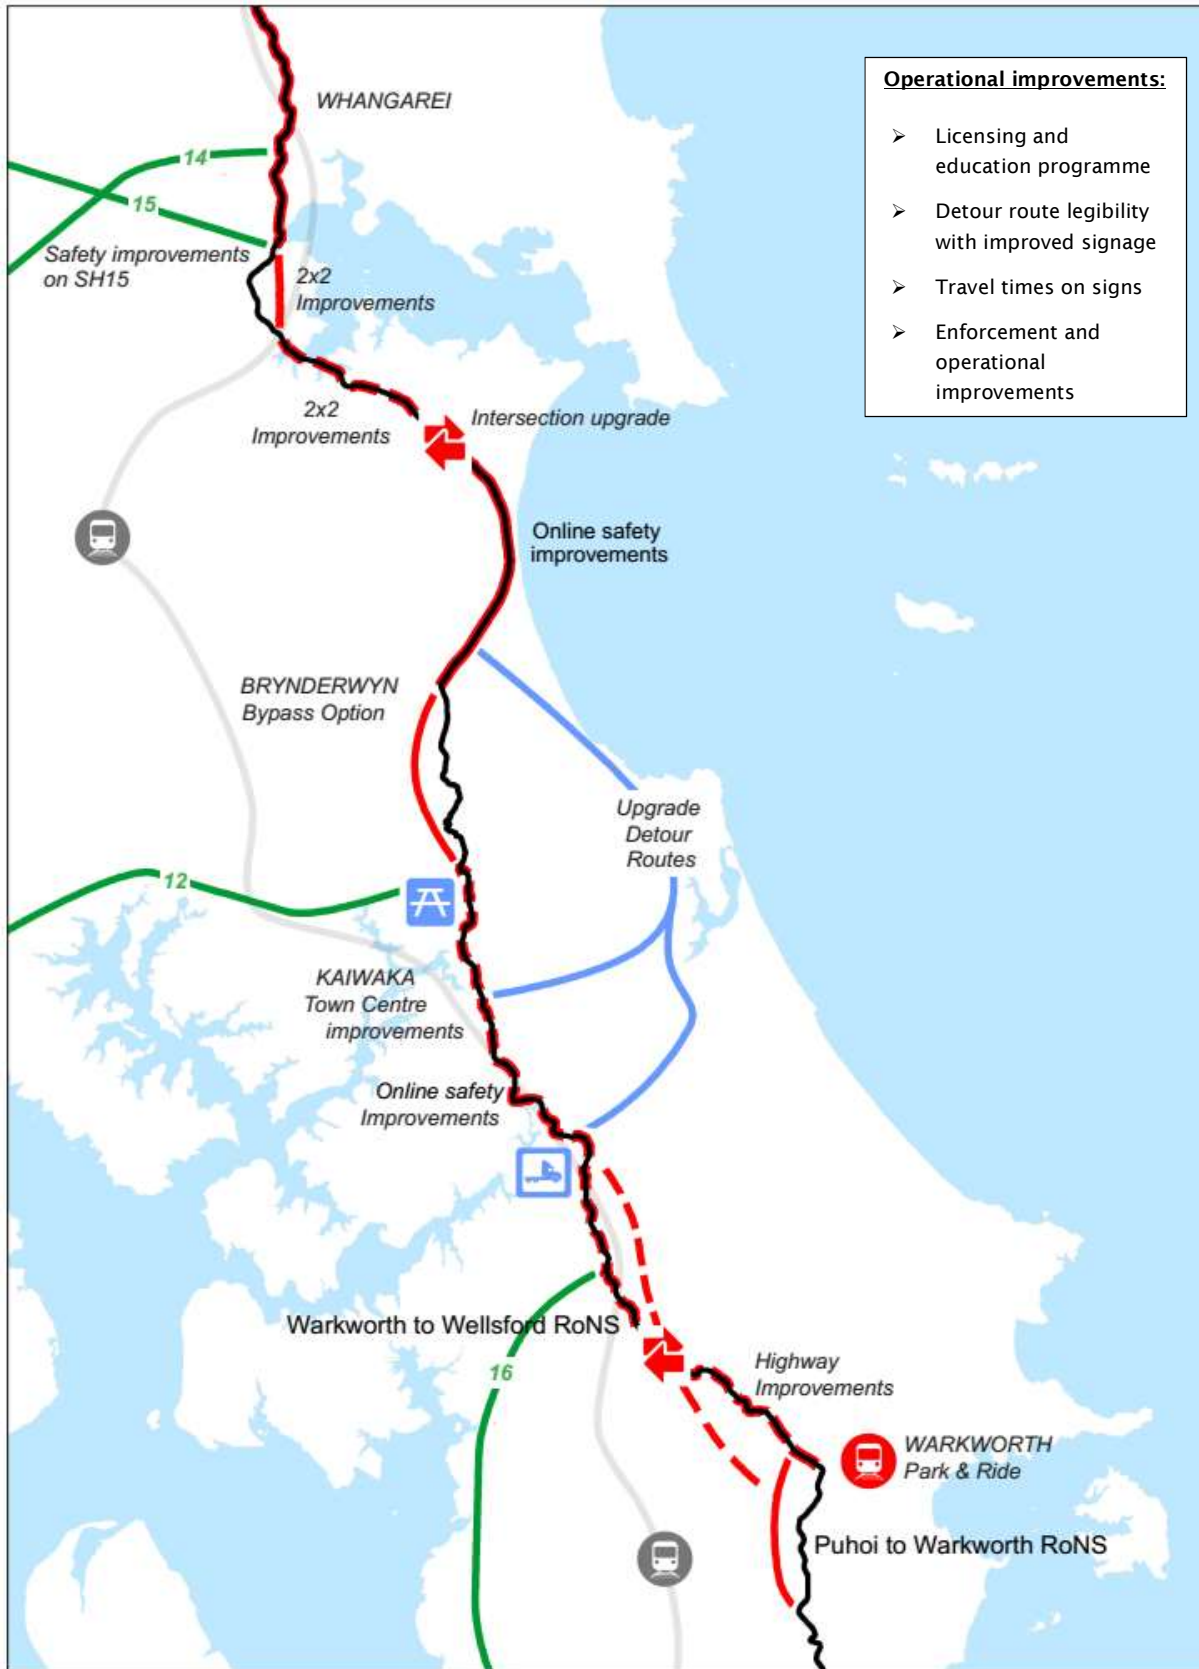 Operational improvements:
➢ Licensing and
education programme
➢ Detour route legibility
with improved signage
➢ Travel times on signs
➢ Enforcement and
operational
improvements
WHANGAREI
14
15
Safety improvements
on SH15
2x2
Improvements
2x2
Improvements
Intersection upgrade
Online safety
improvements
BRYNDERWYN
Bypass Option
Upgrade
Detour
Routes
12
KAIWAKA
Town Centre
improvements
Online safety
Improvements
Warkworth to Wellsford RoNS
16
Highway
Improvements
WARKWORTH
Park & Ride
Puhoi to Warkworth RoNS